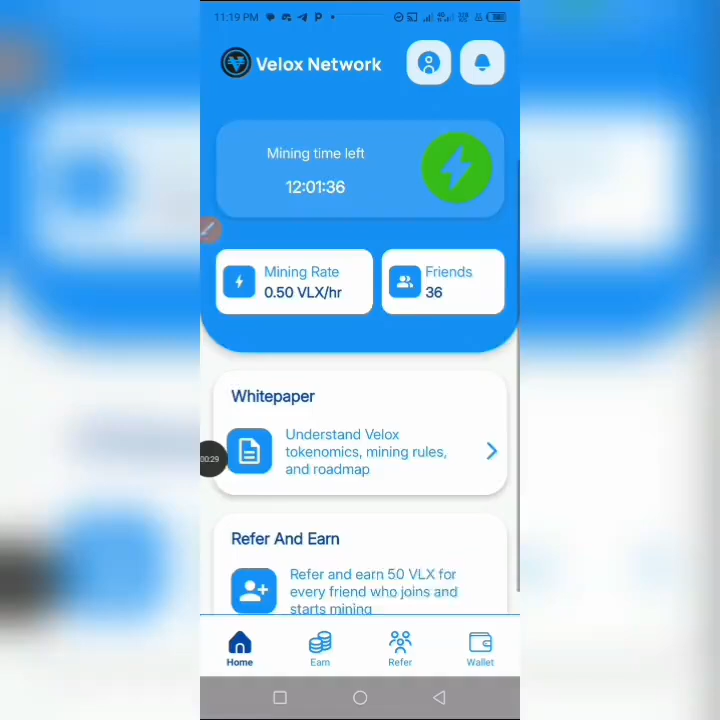 11:19 PM
Velox Network
Mining time left
12:01:36
Mining Rate
0.50 VLX/hr
Friends
36
Whitepaper
Understand Velox
tokenomics, mining rules,
and roadmap
00:29
Refer And Earn
Refer and earn 50 VLX for
every friend who joins and
starts mining
Home
Earn
Refer
Wallet